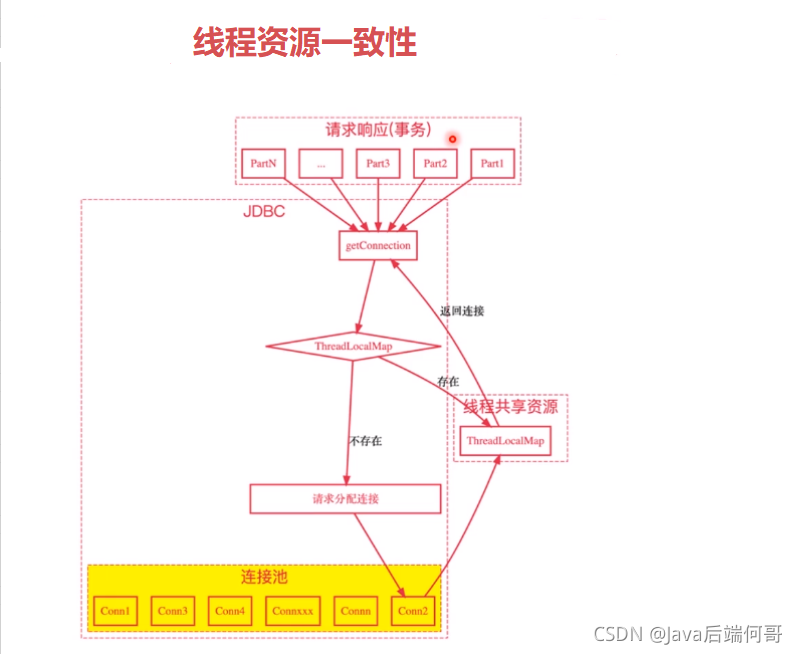 线程资源一致性
请求响应(事务)
PartN
...
Part3
Part2
Part1
JDBC
getConnection
返回连接
ThreadLocalMap
存在
线程共享资源
ThreadLocalMap
不存在
请求分配连接
连接池
Conn1
Conn3
Conn4
Connxxx
Connn
Conn2
CSDN @Java后端何哥